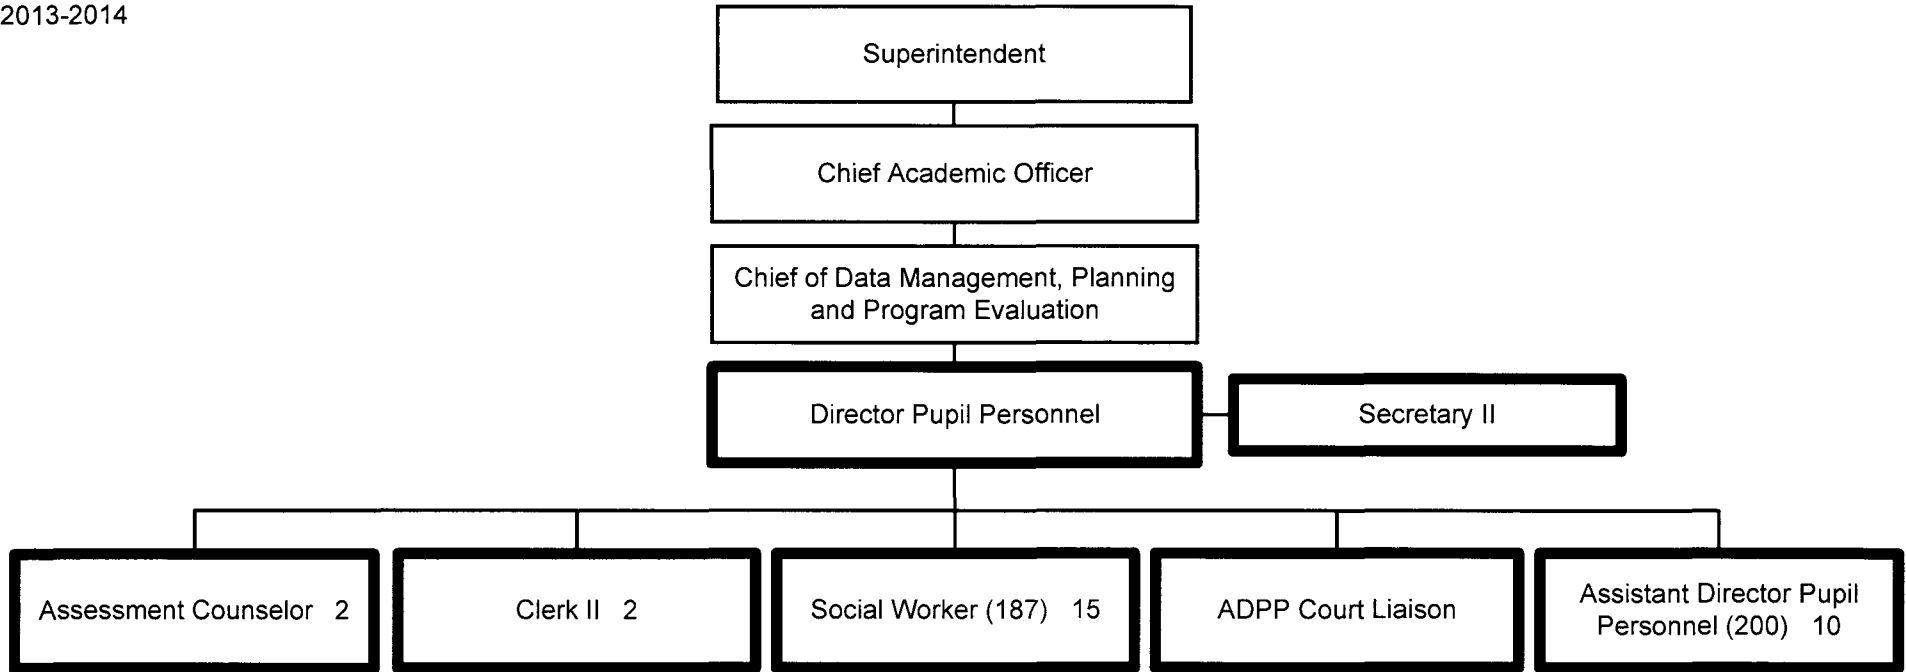 2013-2014
Superintendent
Chief Academic Officer
Chief of Data Management, Planning
and Program Evaluation
Director Pupil Personnel
Secretary II
Assessment Counselor 2
Clerk II 2
Social Worker (187) 15
ADPP Court Liaison
Assistant Director Pupil
Personnel (200) 10